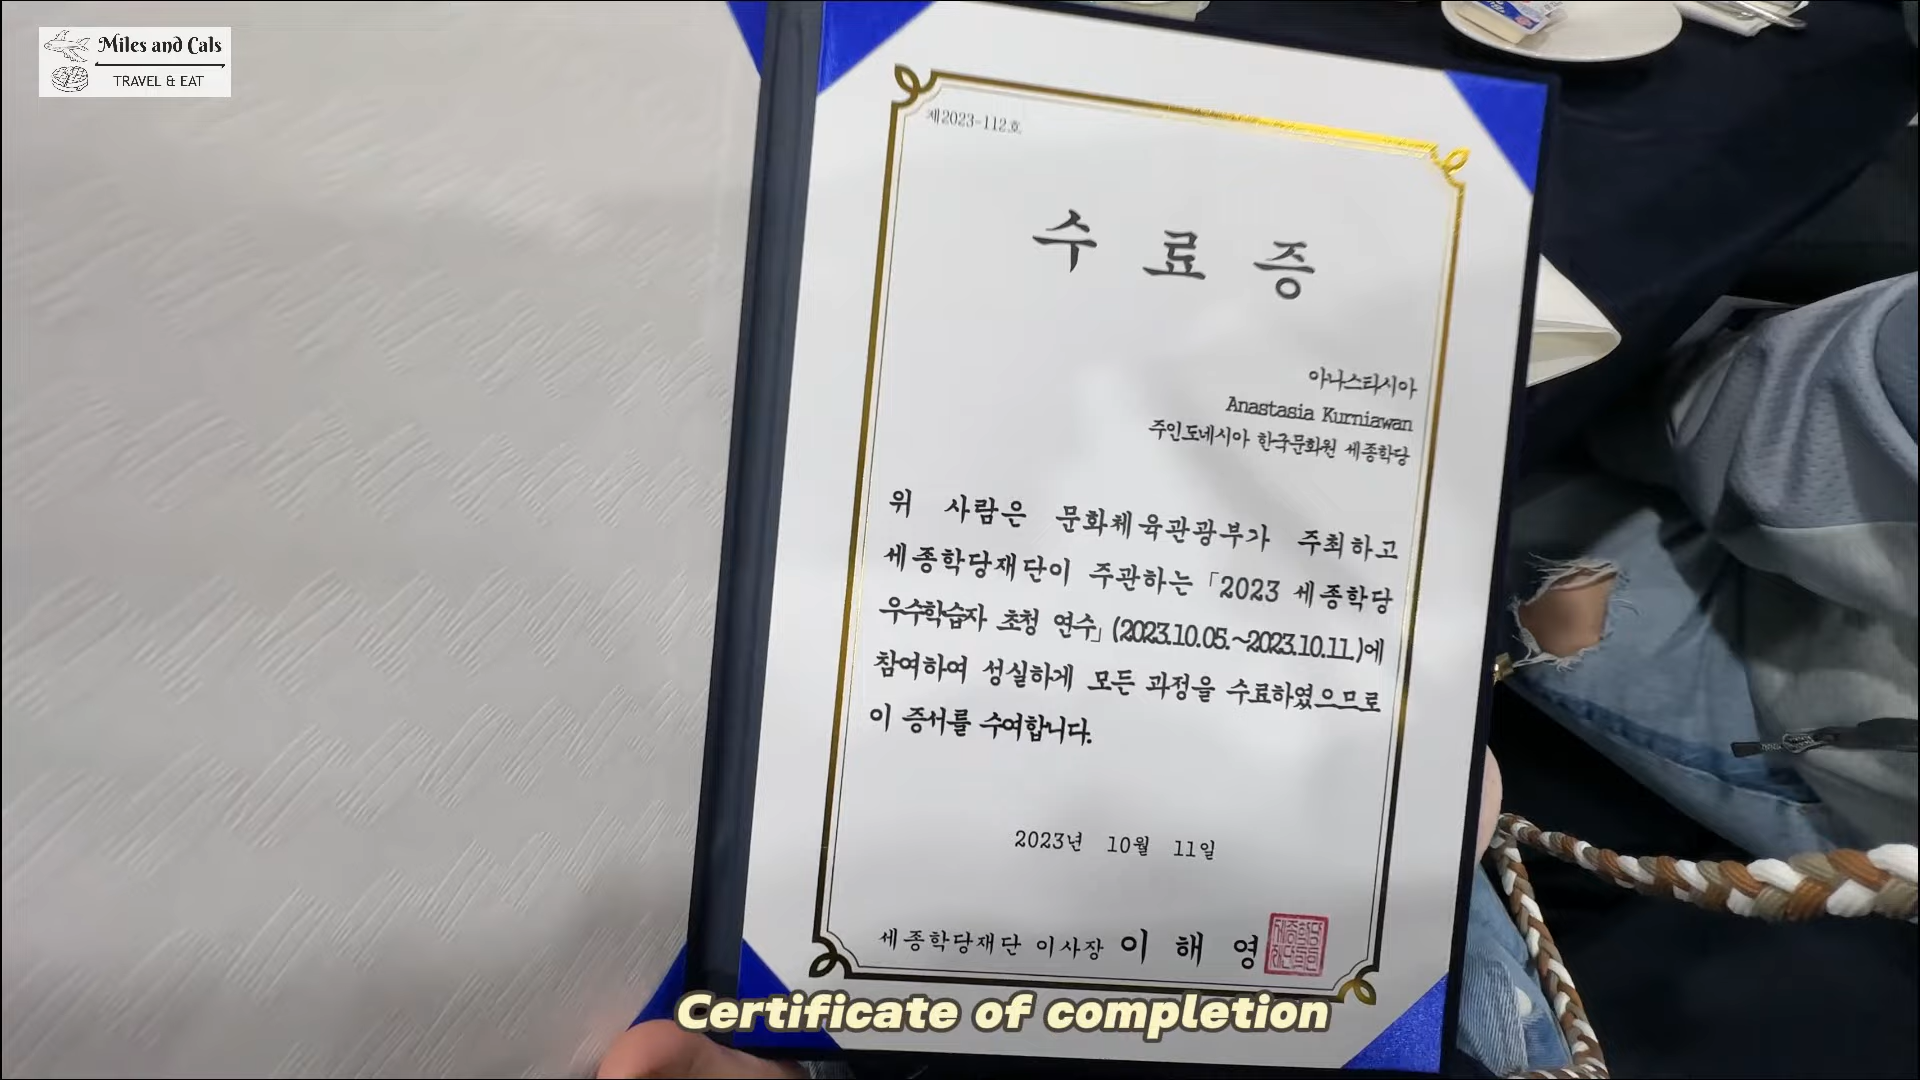 Miles and Cals
TRAVEL & EAT
제2023-112호
수 료 증
아나스타시아
Anastasia Kurniawan
주인도네시아 한국문화원 세종학당
위 사람은 문화체육관광부가 주최하고
세종학당재단이 주관하는 「2023 세종학당
우수학습자 초청 연수」 (2023.10.05.~2023.10.11.)에
참여하여 성실하게 모든 과정을 수료하였으므로
이 증서를 수여합니다.
2023년 10월 11일
세종학당재단 이사장 이 해 영
Certificate of completion